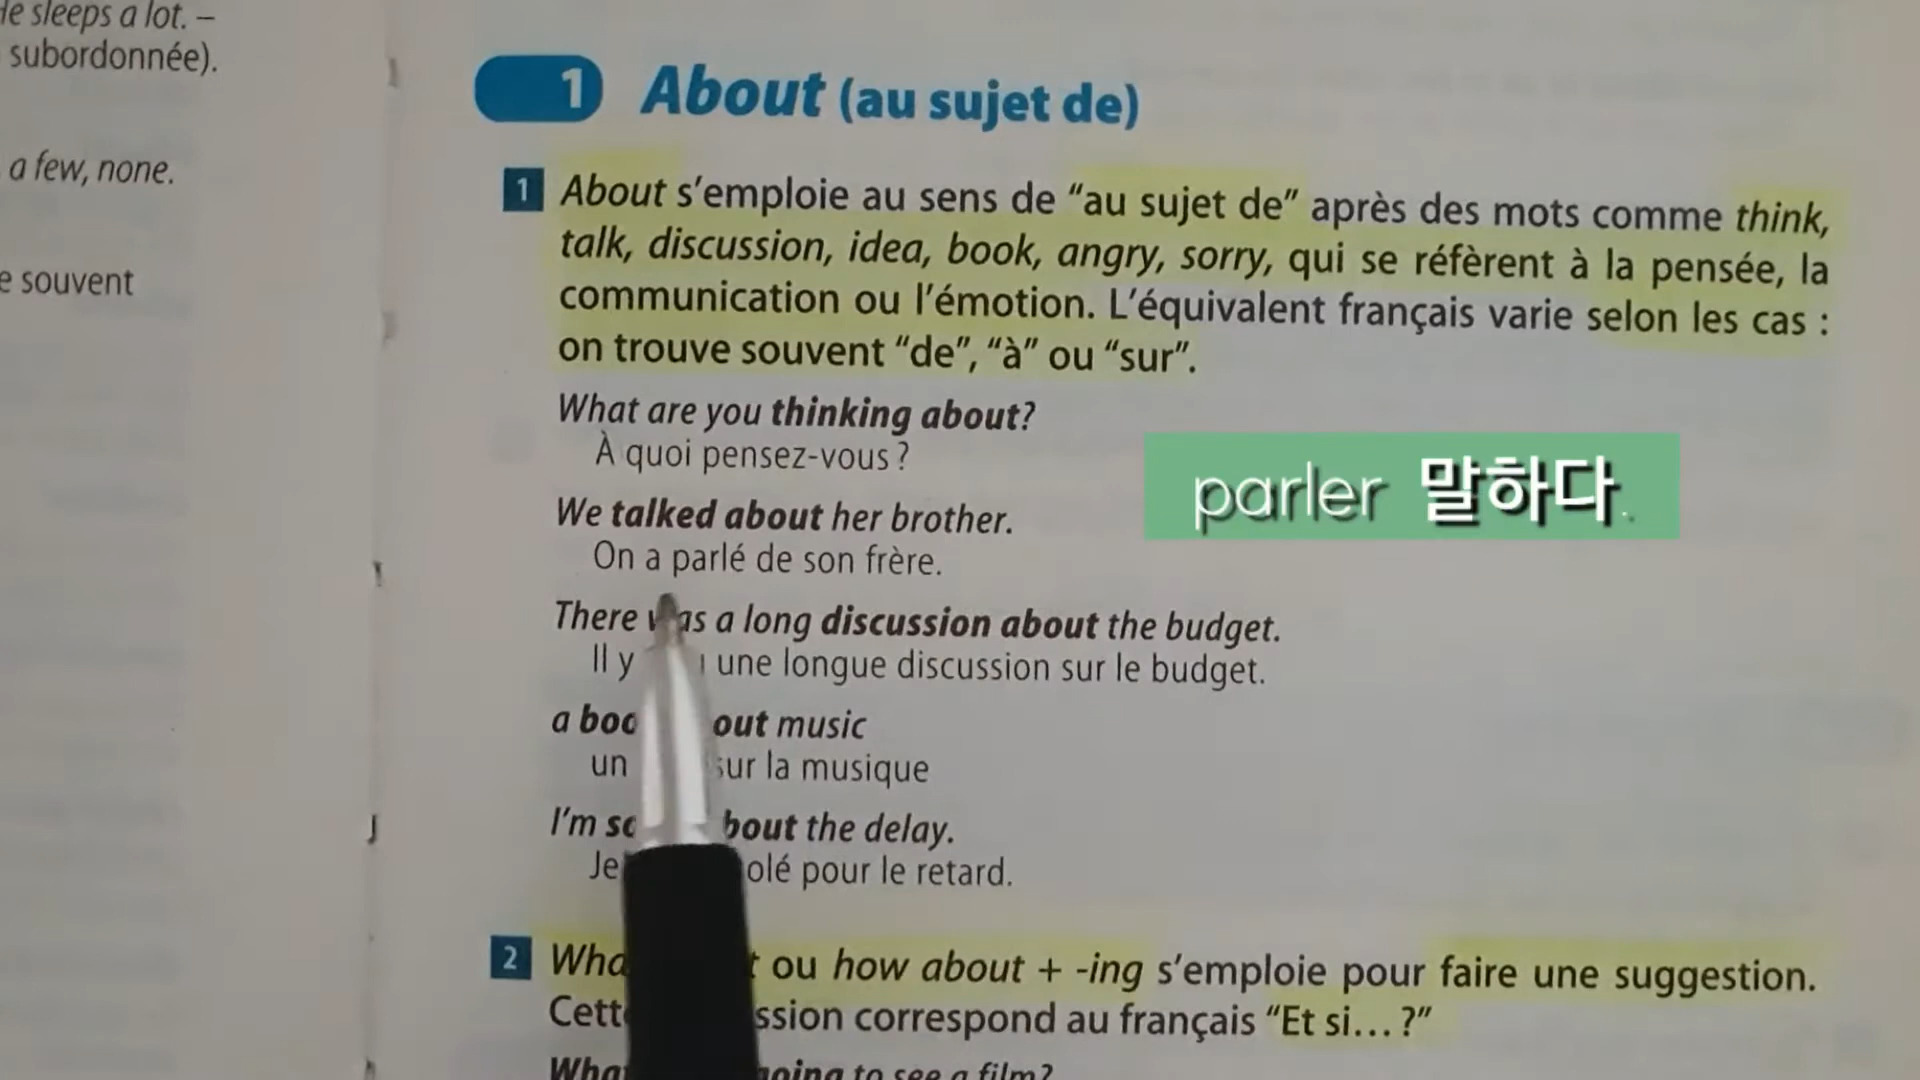 le sleeps a lot. –
subordonnée).
a few, none.
e souvent
1 About (au sujet de)
1 About s'emploie au sens de “au sujet de” après des mots comme think,
talk, discussion, idea, book, angry, sorry, qui se réfèrent à la pensée, la
communication ou l'émotion. L'équivalent français varie selon les cas :
on trouve souvent “de”, “à” ou “sur”.
What are you thinking about?
À quoi pensez-vous ?
parler 말하다.
We talked about her brother.
On a parlé de son frère.
There was a long discussion about the budget.
Il y une longue discussion sur le budget.
a out music
un sur la musique
I'm bout the delay.
Je olé pour le retard.
2 ou how about + -ing s'emploie pour faire une suggestion.
Cett ssion correspond au français “Et si… ?”
going to see a film?